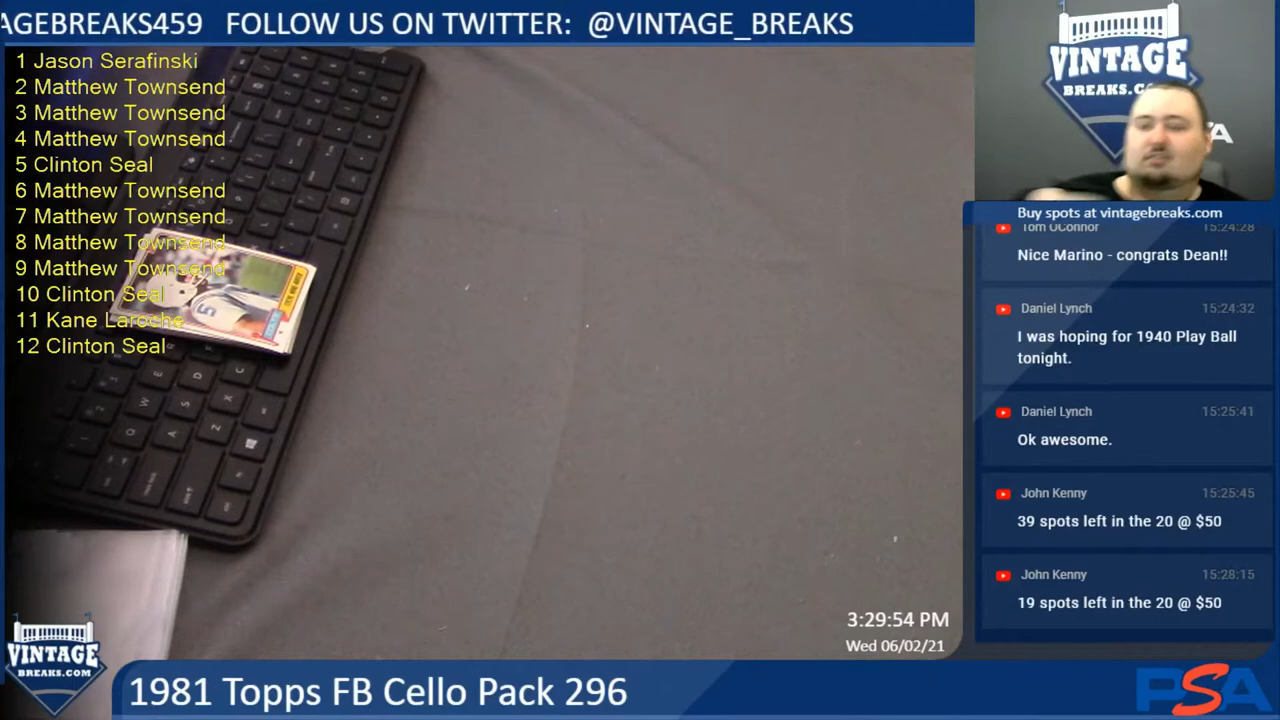 AGEBREAKS459 FOLLOW US ON TWITTER: @VINTAGE_BREAKS
1 Jason Serafinski
2 Matthew Townsend
3 Matthew Townsend
4 Matthew Townsend
5 Clinton Seal
6 Matthew Townsend
7 Matthew Townsend
8 Matthew Townsend
9 Matthew Townsend
10 Clinton Seal
11 Kane Laroche
12 Clinton Seal
VINTAGE
Buy spots at vintagebreaks.com
Tom OConnor 15:24:28
Nice Marino - congrats Dean!!
Daniel Lynch 15:24:32
I was hoping for 1940 Play Ball
tonight.
Daniel Lynch 15:25:41
Ok awesome.
John Kenny 15:25:45
39 spots left in the 20 @ $50
John Kenny 15:28:15
19 spots left in the 20 @ $50
3:29:54 PM
Wed 06/02/21
VINTAGE
BREAKS.COM
1981 Topps FB Cello Pack 296
PSA